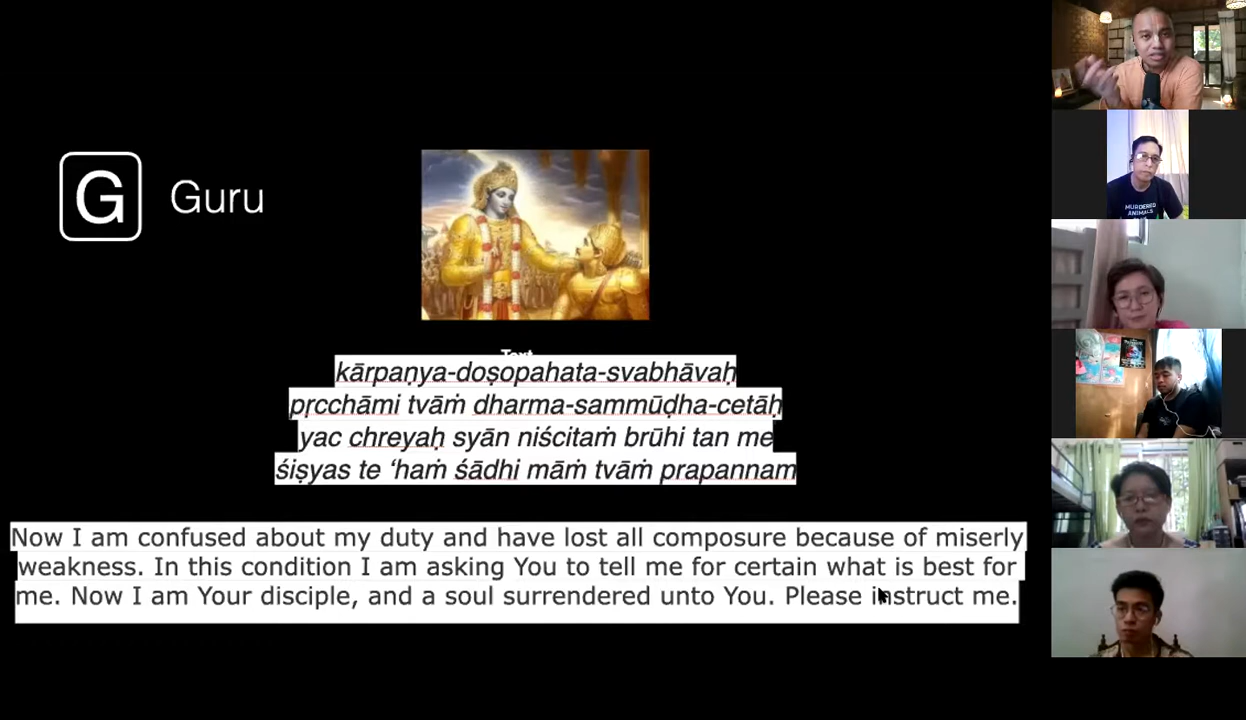 G Guru
Text
kārpaṇya-doṣopahata-svabhāvaḥ
pṛcchāmi tvāṁ dharma-sammūḍha-cetāḥ
yac chreyaḥ syān niścitaṁ brūhi tan me
śiṣyas te ‘haṁ śādhi māṁ tvāṁ prapannam
Now I am confused about my duty and have lost all composure because of miserly
weakness. In this condition I am asking You to tell me for certain what is best for
me. Now I am Your disciple, and a soul surrendered unto You. Please instruct me.
MURDERED
ANIMALS